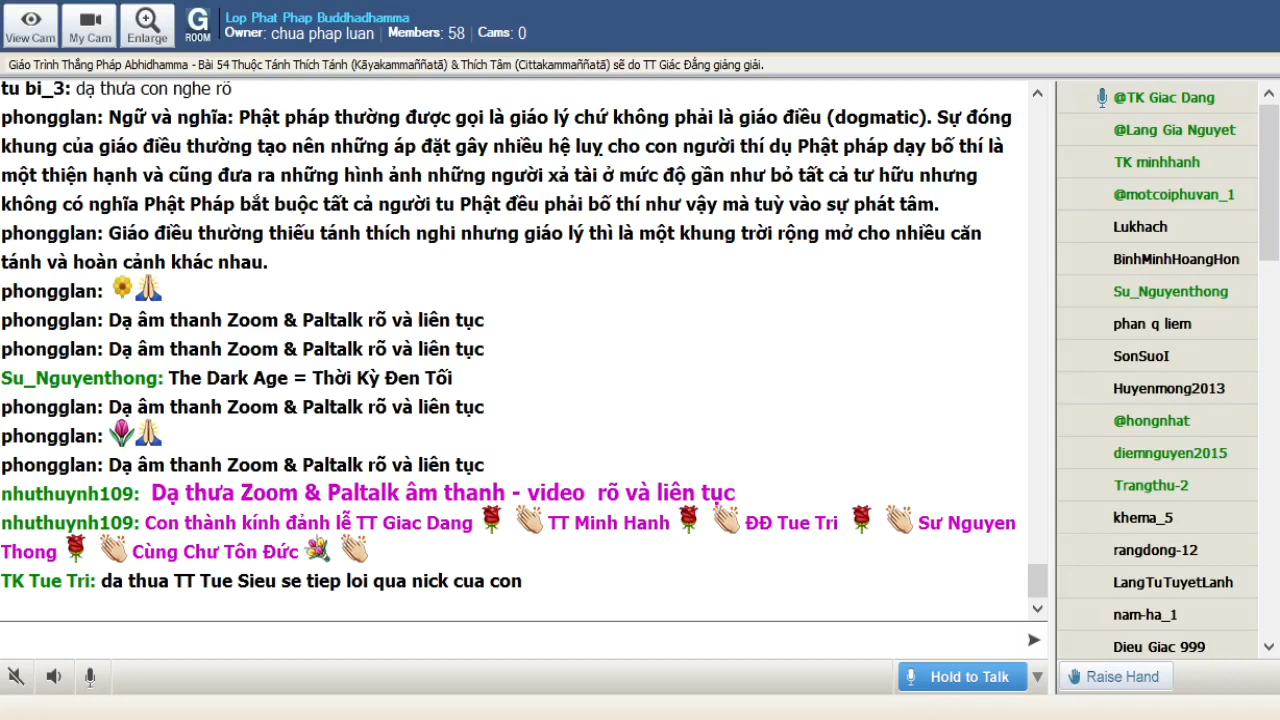 View Cam
My Cam
Enlarge
G
ROOM
Lop Phat Phap Buddhadhamma
Owner: chua phap luan | Members: 58 | Cams: 0
Giáo Trình Thắng Pháp Abhidhamma - Bài 54 Thuộc Tánh Thích Tánh (Kāyakammaññatā) & Thích Tâm (Cittakammaññatā) sẽ do TT Giác Đẳng giảng giải.
tu bi_3: dạ thưa con nghe rõ
phongglan: Ngữ và nghĩa: Phật pháp thường được gọi là giáo lý chứ không phải là giáo điều (dogmatic). Sự đóng
khung của giáo điều thường tạo nên những áp đặt gây nhiều hệ luỵ cho con người thí dụ Phật pháp dạy bố thí là
một thiện hạnh và cũng đưa ra những hình ảnh những người xả tài ở mức độ gần như bỏ tất cả tư hữu nhưng
không có nghĩa Phật Pháp bắt buộc tất cả người tu Phật đều phải bố thí như vậy mà tuỳ vào sự phát tâm.
phongglan: Giáo điều thường thiếu tánh thích nghi nhưng giáo lý thì là một khung trời rộng mở cho nhiều căn
tánh và hoàn cảnh khác nhau.
phongglan:
phongglan: Dạ âm thanh Zoom & Paltalk rõ và liên tục
phongglan: Dạ âm thanh Zoom & Paltalk rõ và liên tục
Su_Nguyenthong: The Dark Age = Thời Kỳ Đen Tối
phongglan: Dạ âm thanh Zoom & Paltalk rõ và liên tục
phongglan:
phongglan: Dạ âm thanh Zoom & Paltalk rõ và liên tục
nhuthuynh109: Dạ thưa Zoom & Paltalk âm thanh - video rõ và liên tục
nhuthuynh109: Con thành kính đảnh lễ TT Giac Dang TT Minh Hanh ĐĐ Tue Tri Sư Nguyen
Thong Cùng Chư Tôn Đức
TK Tue Tri: da thua TT Tue Sieu se tiep loi qua nick cua con
@TK Giac Dang
@Lang Gia Nguyet
TK minhhanh
@motcoiphuvan_1
Lukhach
BinhMinhHoangHon
Su_Nguyenthong
phan q liem
SonSuoI
Huyenmong2013
@hongnhat
diemnguyen2015
Trangthu-2
khema_5
rangdong-12
LangTuTuyetLanh
nam-ha_1
Dieu Giac 999
Hold to Talk
Raise Hand